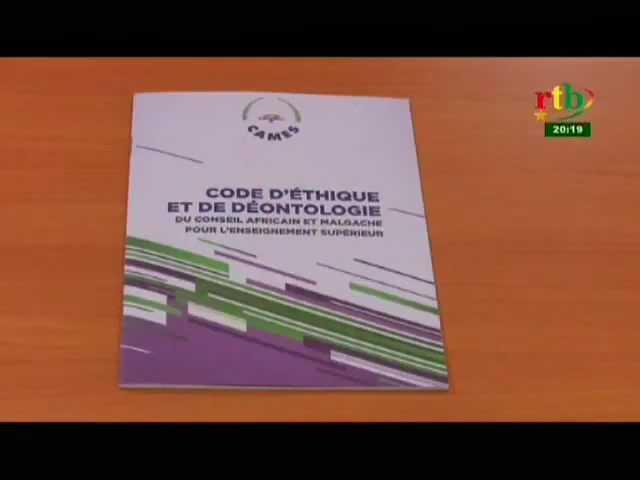 rtb
20:19
CAMES
CODE D'ÉTHIQUE
ET DE DÉONTOLOGIE
DU CONSEIL AFRICAIN ET MALGACHE
POUR L'ENSEIGNEMENT SUPÉRIEUR